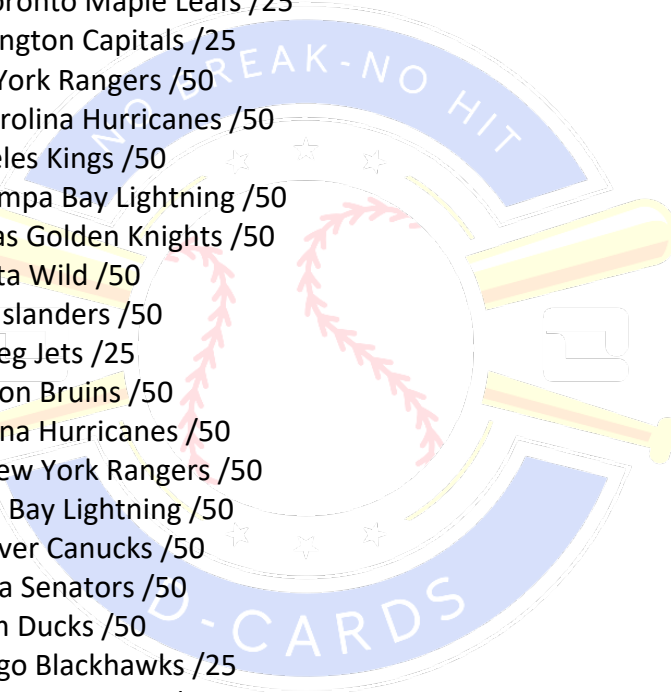 oronto Maple Leafs /25
ington Capitals /25
York Rangers /50
rolina Hurricanes /50
eles Kings /50
mpa Bay Lightning /50
as Golden Knights /50
ta Wild /50
slanders /50
eg Jets /25
on Bruins /50
na Hurricanes /50
ew York Rangers /50
Bay Lightning /50
ver Canucks /50
a Senators /50
n Ducks /50
go Blackhawks /25
NO BREAK-NO HIT
D-CARDS